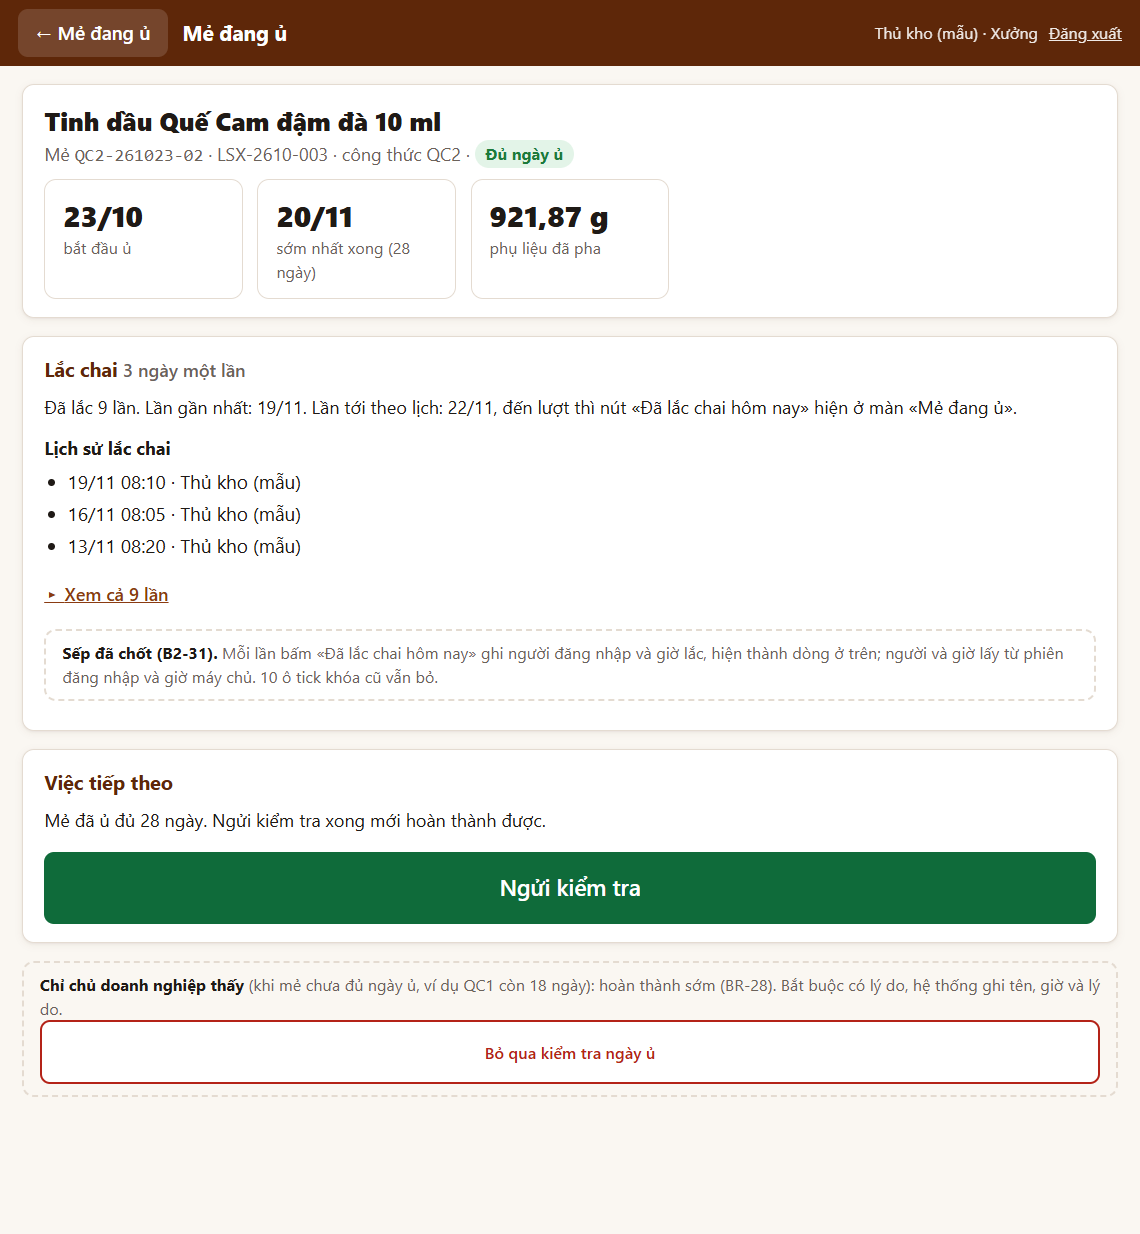 ← Mẻ đang ủ
Mẻ đang ủ
Thủ kho (mẫu) · Xưởng Đăng xuất
Tinh dầu Quế Cam đậm đà 10 ml
Mẻ QC2-261023-02 · LSX-2610-003 · công thức QC2 · Đủ ngày ủ
23/10
bắt đầu ủ
20/11
sớm nhất xong (28
ngày)
921,87 g
phụ liệu đã pha
Lắc chai 3 ngày một lần
Đã lắc 9 lần. Lần gần nhất: 19/11. Lần tới theo lịch: 22/11, đến lượt thì nút «Đã lắc chai hôm nay» hiện ở màn «Mẻ đang ủ».
Lịch sử lắc chai
• 19/11 08:10 · Thủ kho (mẫu)
• 16/11 08:05 · Thủ kho (mẫu)
• 13/11 08:20 · Thủ kho (mẫu)
▸ Xem cả 9 lần
Sếp đã chốt (B2-31). Mỗi lần bấm «Đã lắc chai hôm nay» ghi người đăng nhập và giờ lắc, hiện thành dòng ở trên; người và giờ lấy từ phiên
đăng nhập và giờ máy chủ. 10 ô tick khóa cũ vẫn bỏ.
Việc tiếp theo
Mẻ đã ủ đủ 28 ngày. Ngửi kiểm tra xong mới hoàn thành được.
Ngửi kiểm tra
Chỉ chủ doanh nghiệp thấy (khi mẻ chưa đủ ngày ủ, ví dụ QC1 còn 18 ngày): hoàn thành sớm (BR-28). Bắt buộc có lý do, hệ thống ghi tên, giờ và lý
do.
Bỏ qua kiểm tra ngày ủ